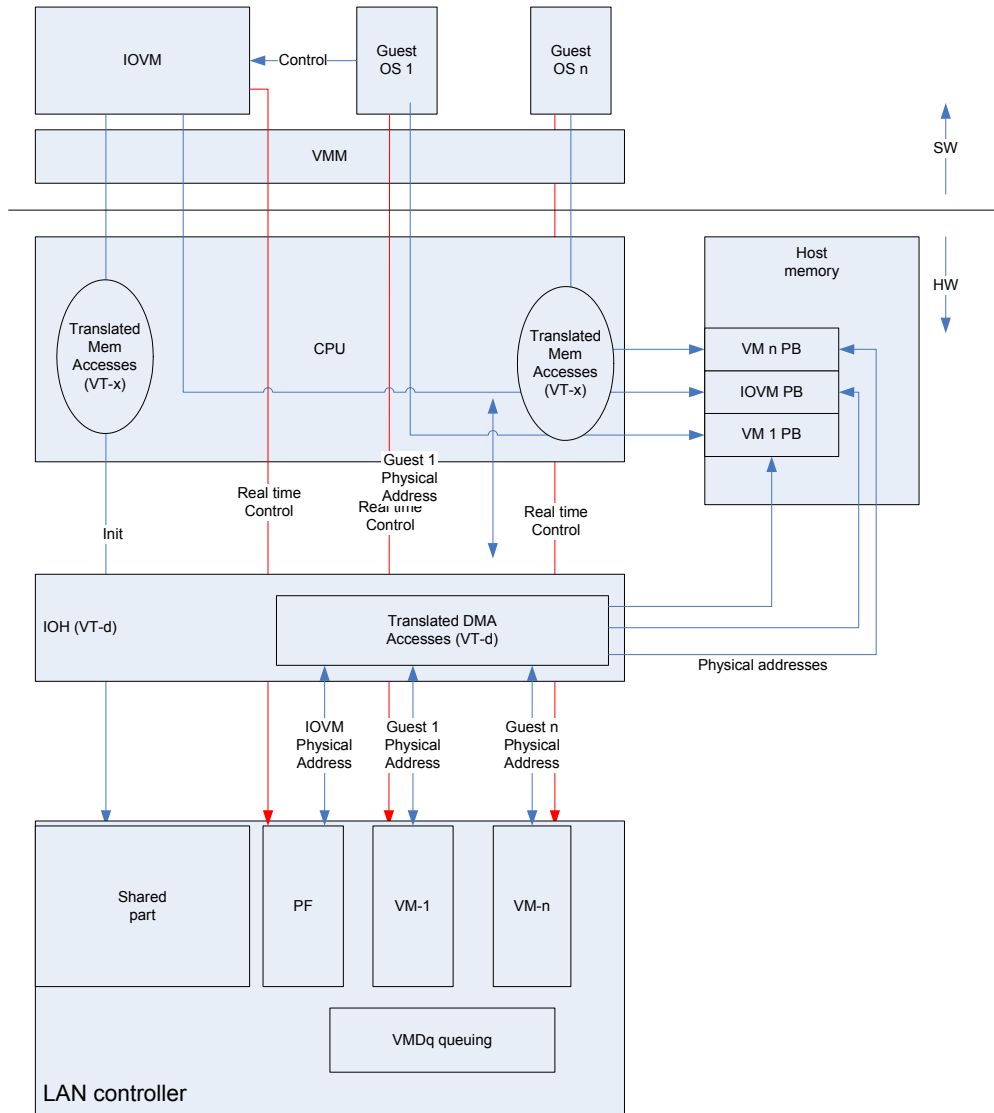 IOVM
Control
Guest
OS 1
Guest
OS n
VMM
SW
HW
Host
memory
Translated
Mem
Accesses
(VT-x)
CPU
Translated
Mem
Accesses
(VT-x)
VM n PB
IOVM PB
VM 1 PB
Guest 1
Physical
Address
Real time
Control
Real time
Control
Real time
Control
Init
IOH (VT-d)
Translated DMA
Accesses (VT-d)
Physical addresses
IOVM
Physical
Address
Guest 1
Physical
Address
Guest n
Physical
Address
Shared
part
PF
VM-1
VM-n
VMDq queuing
LAN controller